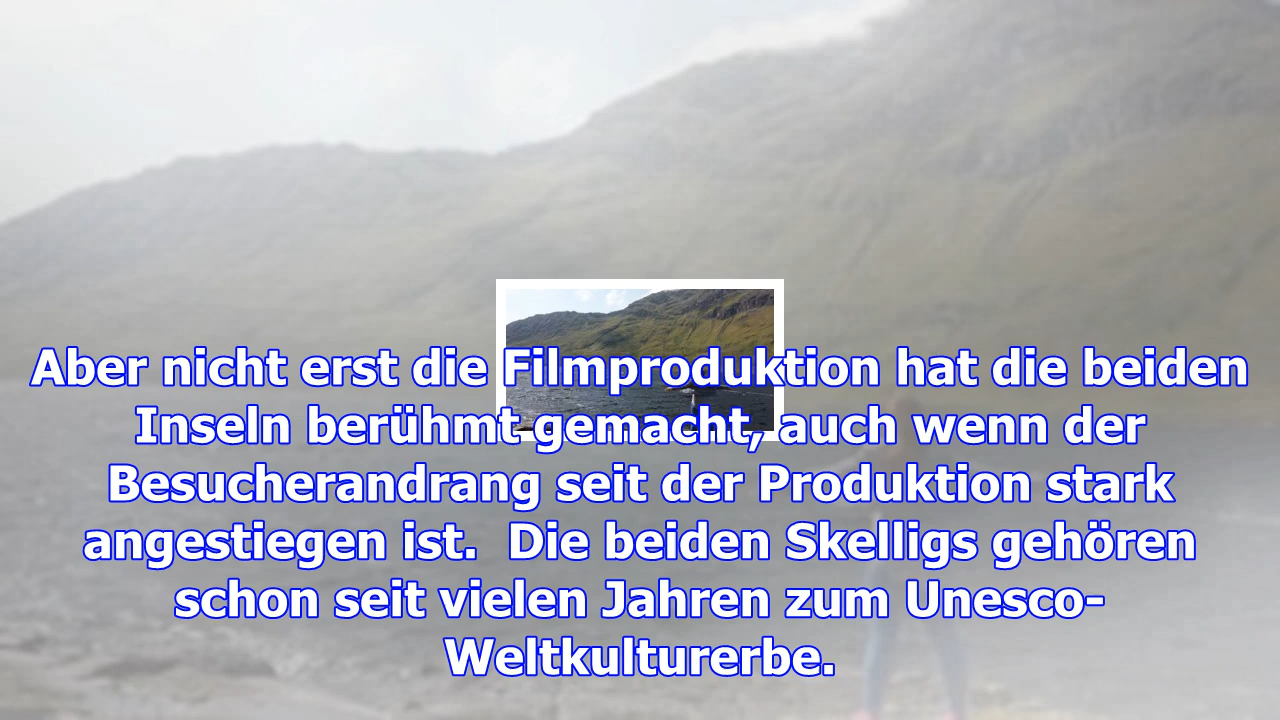 Aber nicht erst die Filmproduktion hat die beiden
Inseln berühmt gemacht, auch wenn der
Besucherandrang seit der Produktion stark
angestiegen ist.  Die beiden Skelligs gehören
schon seit vielen Jahren zum Unesco-
Weltkulturerbe.